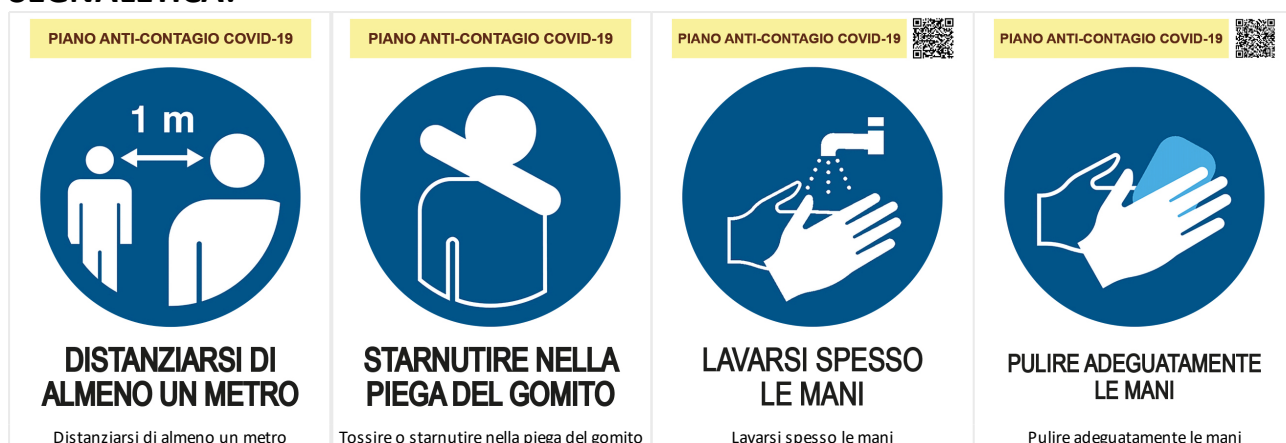 SEGNALETICA:
PIANO ANTI-CONTAGIO COVID-19
1 m
DISTANZIARSI DI
ALMENO UN METRO
Distanziarsi di almeno un metro
PIANO ANTI-CONTAGIO COVID-19
STARNUTIRE NELLA
PIEGA DEL GOMITO
Tossire o starnutire nella piega del gomito
PIANO ANTI-CONTAGIO COVID-19
LAVARSI SPESSO
LE MANI
Lavarsi spesso le mani
PIANO ANTI-CONTAGIO COVID-19
PULIRE ADEGUATAMENTE
LE MANI
Pulire adeguatamente le mani